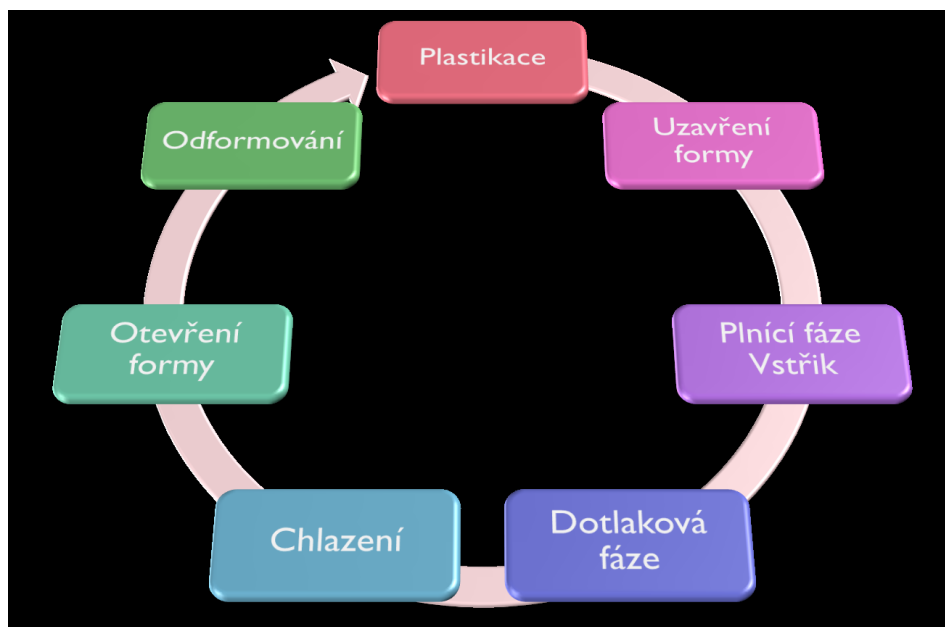 Plastikace
Uzavření
formy
Plnící fáze
Vstřik
Dotlaková
fáze
Chlazení
Otevření
formy
Odformování